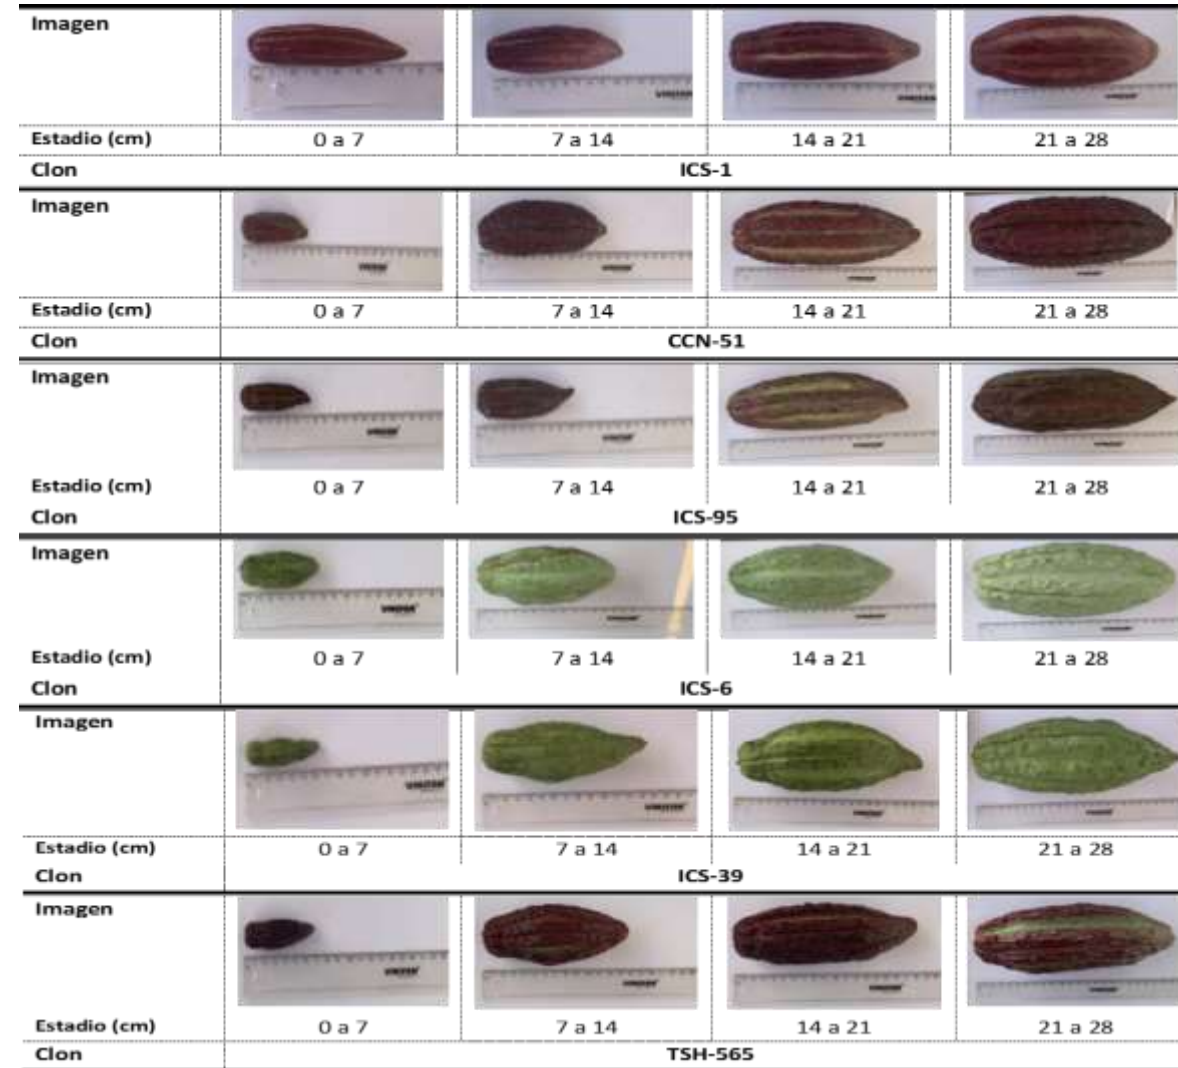 Imagen
Estadio (cm) 0 a 7 7 a 14 14 a 21 21 a 28
Clon ICS-1
Imagen
Estadio (cm) 0 a 7 7 a 14 14 a 21 21 a 28
Clon CCN-51
Imagen
Estadio (cm) 0 a 7 7 a 14 14 a 21 21 a 28
Clon ICS-95
Imagen
Estadio (cm) 0 a 7 7 a 14 14 a 21 21 a 28
Clon ICS-6
Imagen
Estadio (cm) 0 a 7 7 a 14 14 a 21 21 a 28
Clon ICS-39
Imagen
Estadio (cm) 0 a 7 7 a 14 14 a 21 21 a 28
Clon TSH-565